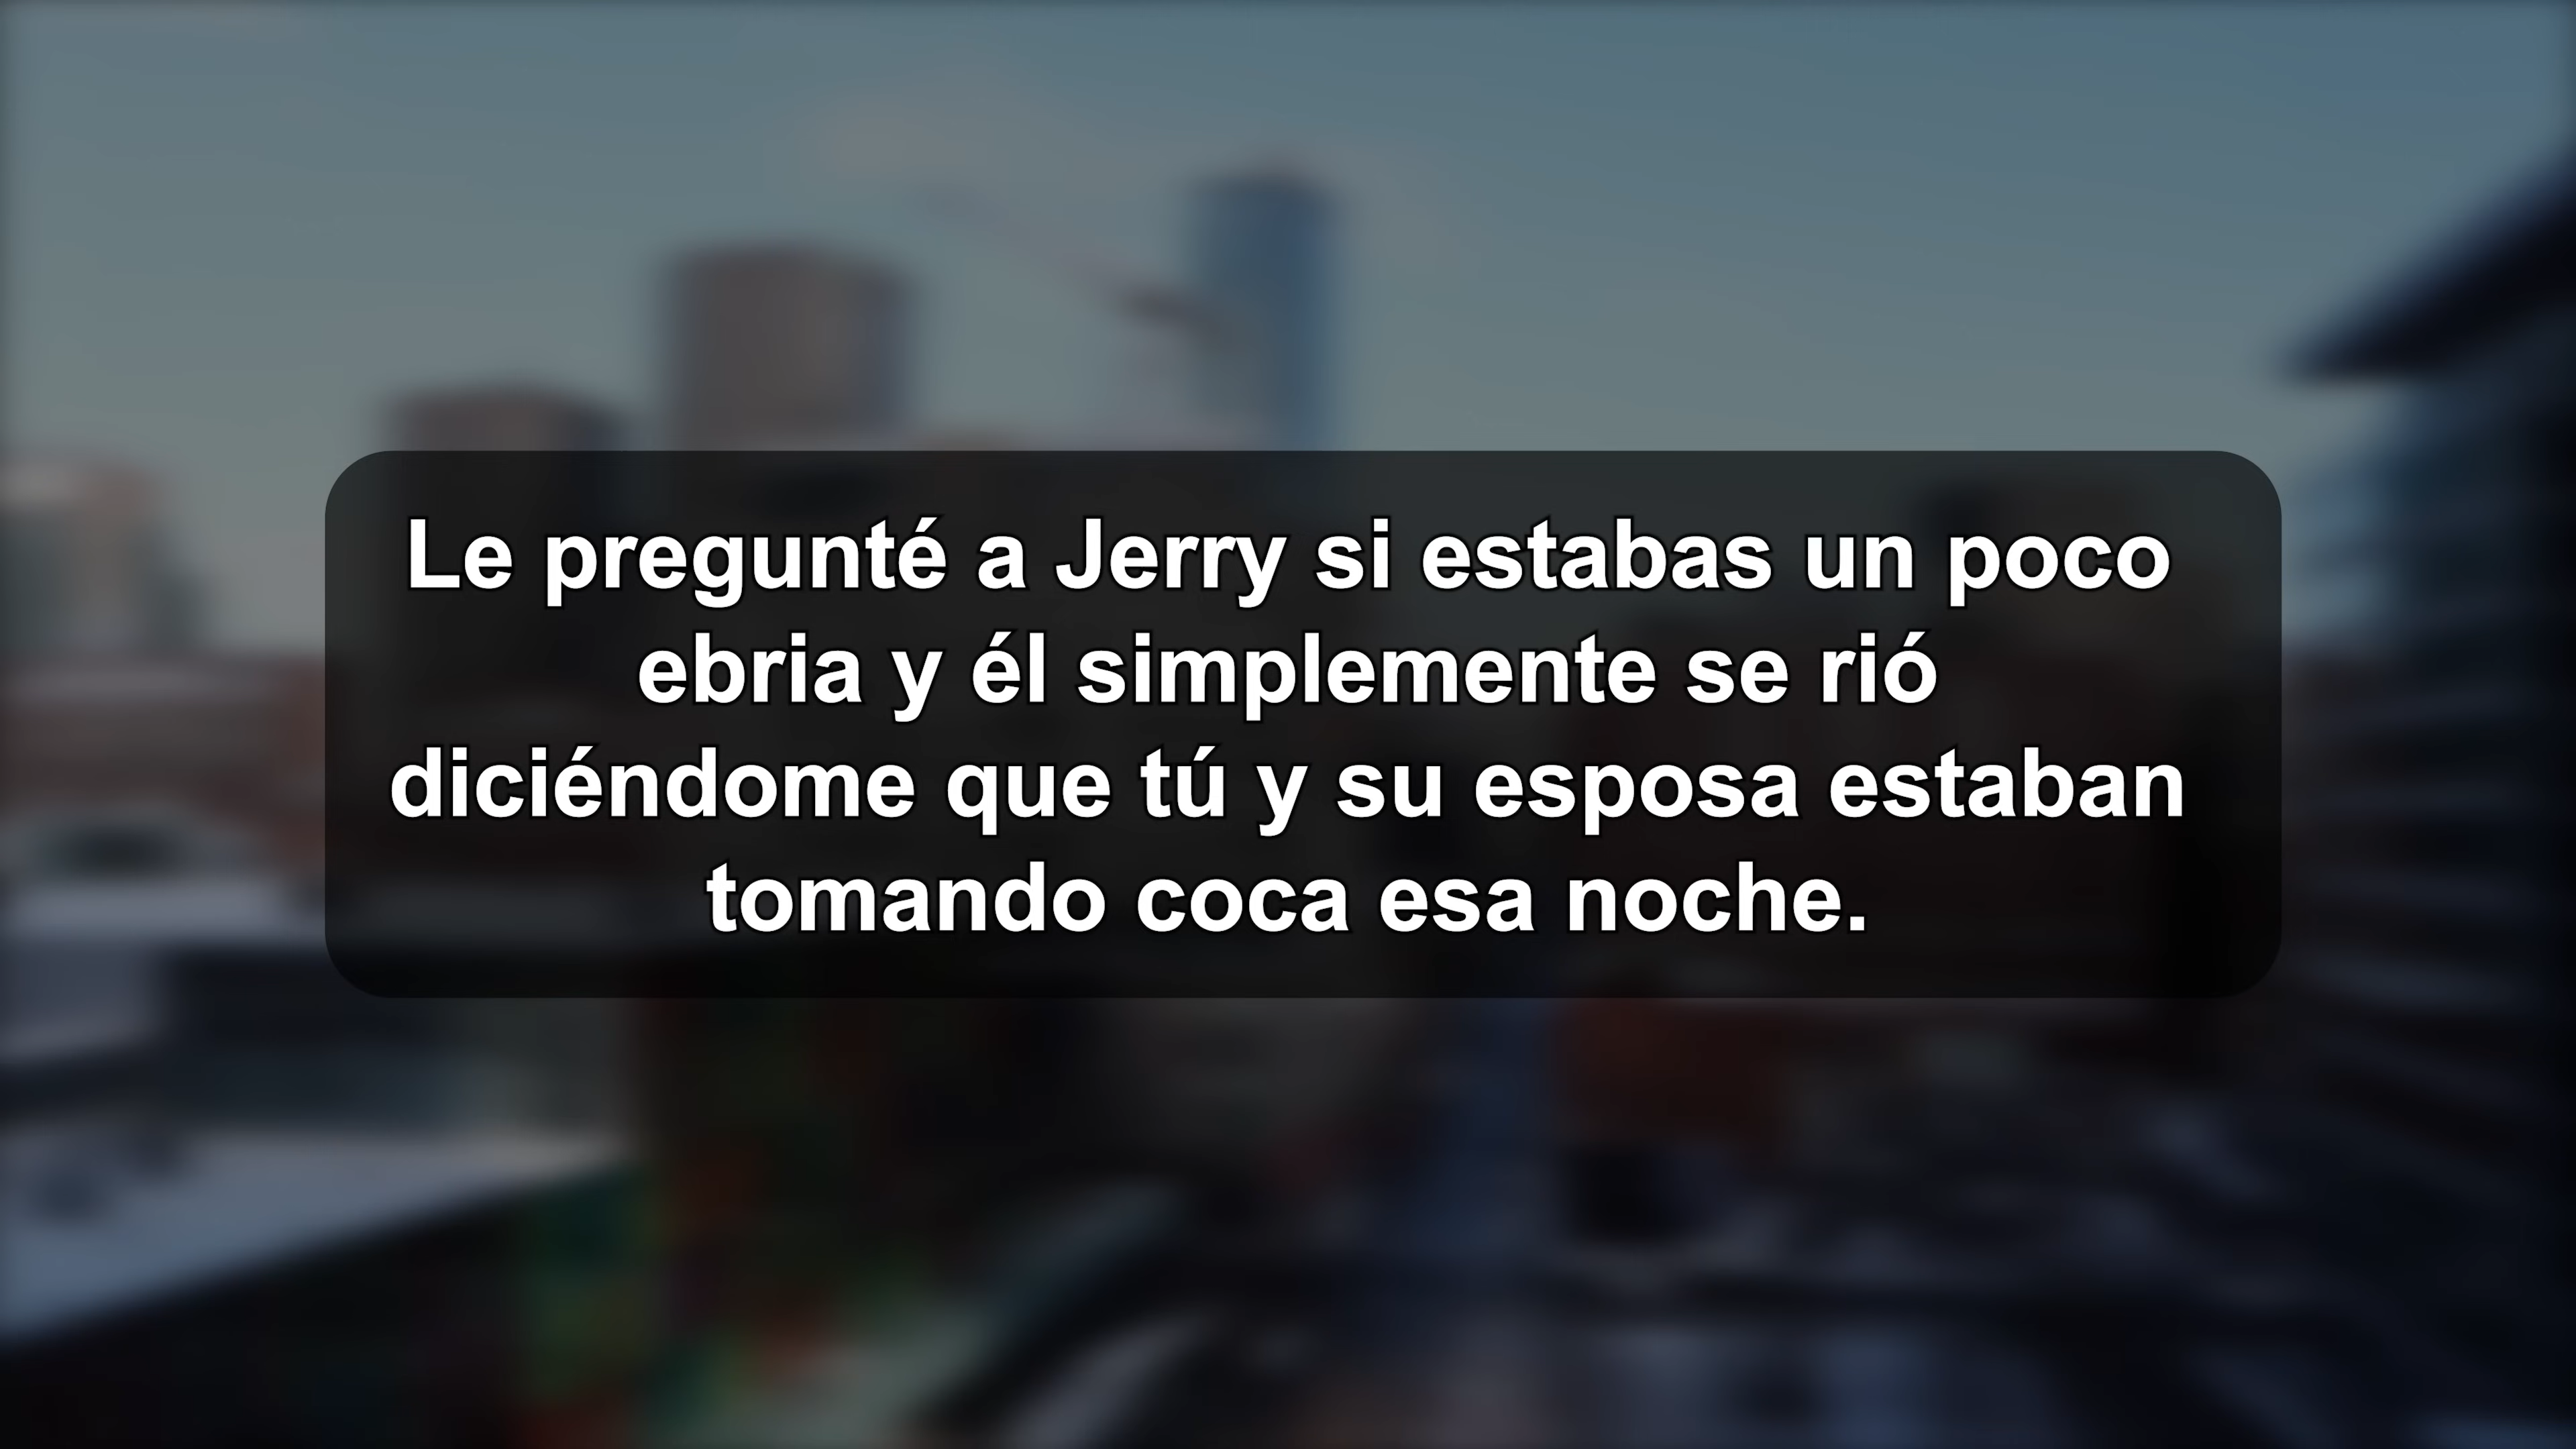 Le pregunté a Jerry si estabas un poco
ebria y él simplemente se rió
diciéndome que tú y su esposa estaban
tomando coca esa noche.